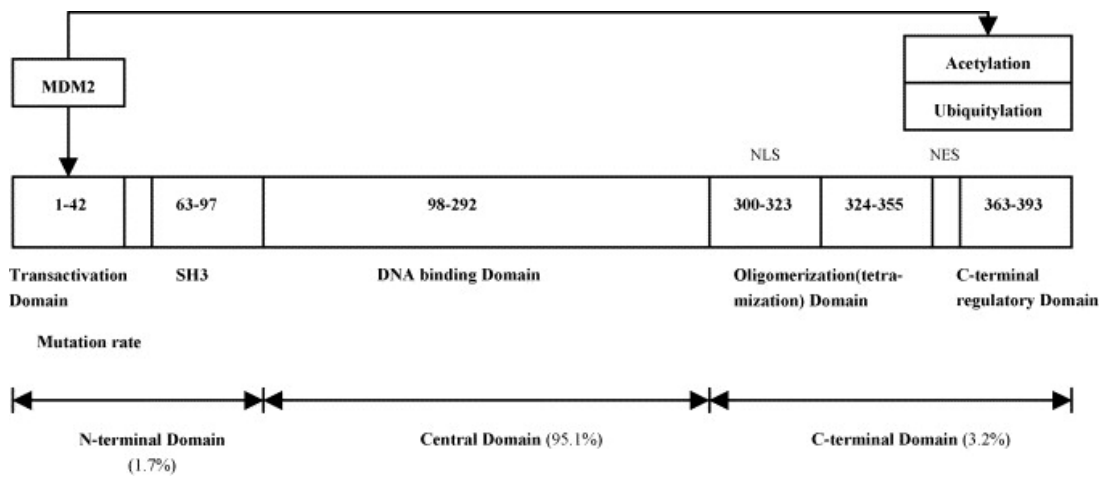 MDM2
Acetylation
Ubiquitylation
NLS
NES
1-42
63-97
98-292
300-323
324-355
363-393
Transactivation
Domain
SH3
DNA binding Domain
Oligomerization(tetra-
mization) Domain
C-terminal
regulatory Domain
Mutation rate
N-terminal Domain
(1.7%)
Central Domain (95.1%)
C-terminal Domain (3.2%)